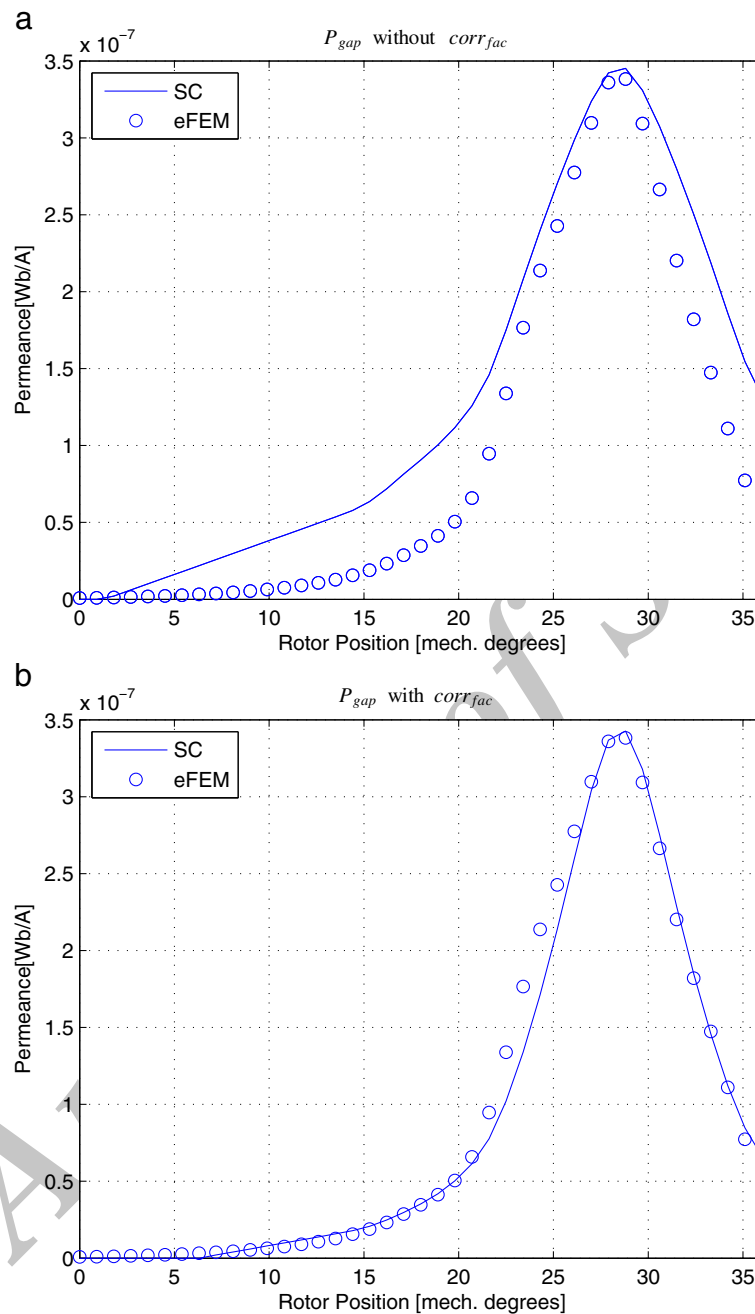 a
x 10⁻⁷
P_gap without corr_fac
3.5
SC
eFEM
3
2.5
2
1.5
1
0.5
0
Permeance[Wb/A]
0 5 10 15 20 25 30 35
Rotor Position [mech. degrees]
b
x 10⁻⁷
P_gap with corr_fac
3.5
SC
eFEM
3
2.5
2
1.5
1
0.5
0
Permeance[Wb/A]
0 5 10 15 20 25 30 35
Rotor Position [mech. degrees]